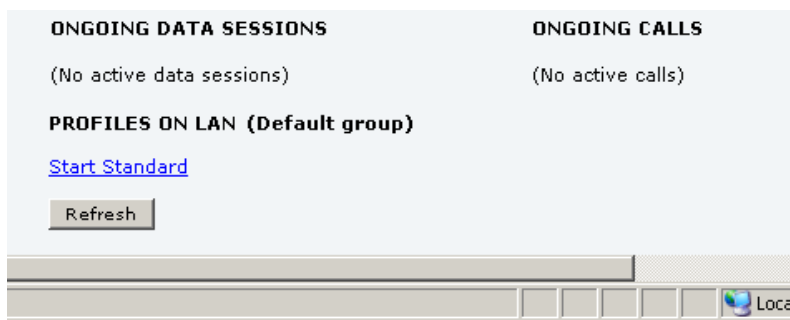 ONGOING DATA SESSIONS ONGOING CALLS
(No active data sessions) (No active calls)
PROFILES ON LAN (Default group)
Start Standard
Refresh